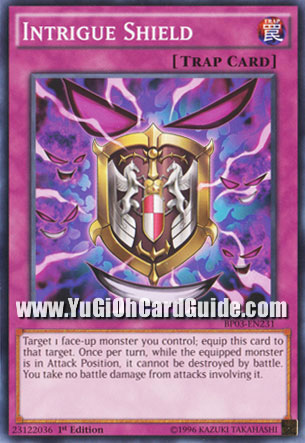 INTRIGUE SHIELD
TRAP
罠
[TRAP CARD]
www.YuGiOhCardGuide.com
BP03-EN231
Target 1 face-up monster you control; equip this card to
that target. Once per turn, while the equipped monster
is in Attack Position, it cannot be destroyed by battle.
You take no battle damage from attacks involving it.
23122036
1st Edition
©1996 KAZUKI TAKAHASHI